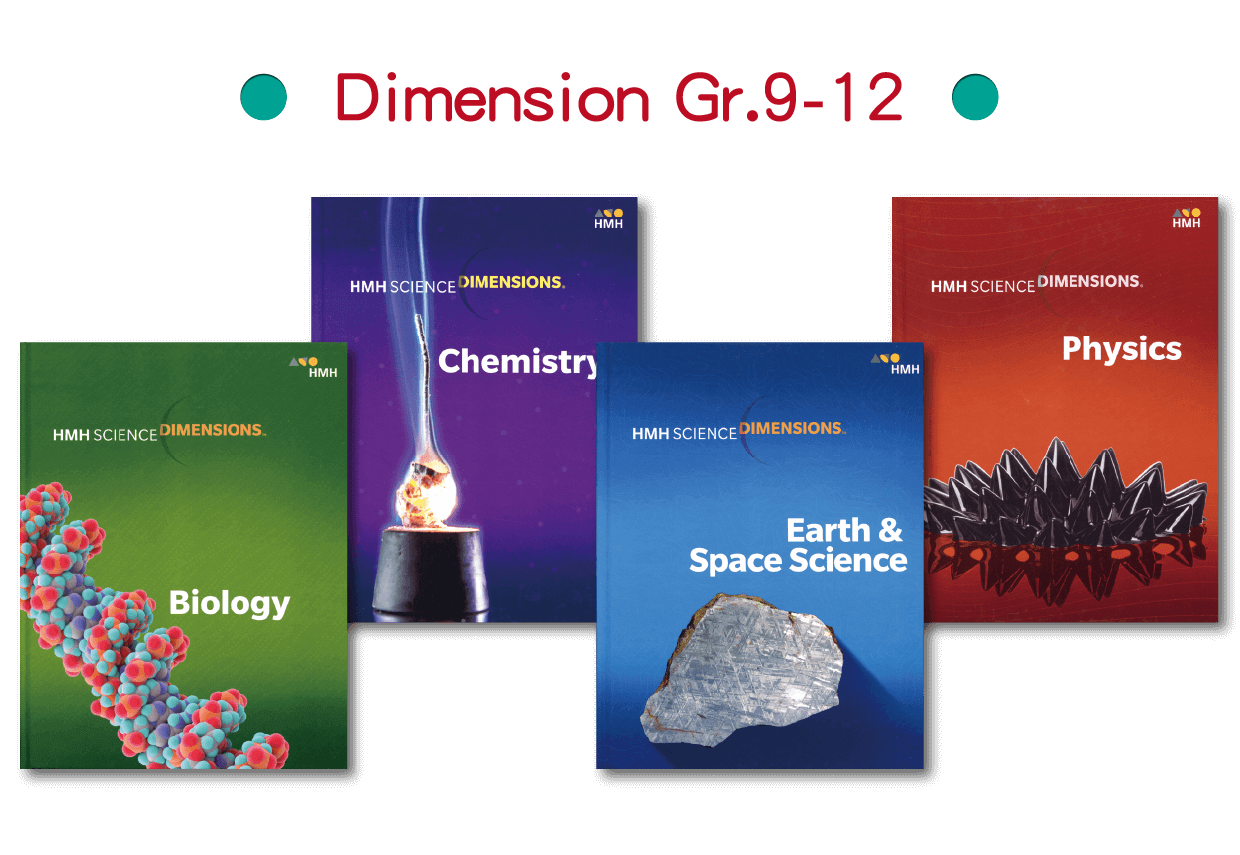 Dimension Gr.9-12
HMH
HMH SCIENCE DIMENSIONS
Chemistry
HMH
HMH SCIENCE DIMENSIONS
Physics
HMH
HMH SCIENCE DIMENSIONS
Biology
HMH
HMH SCIENCE DIMENSIONS
Earth &
Space Science